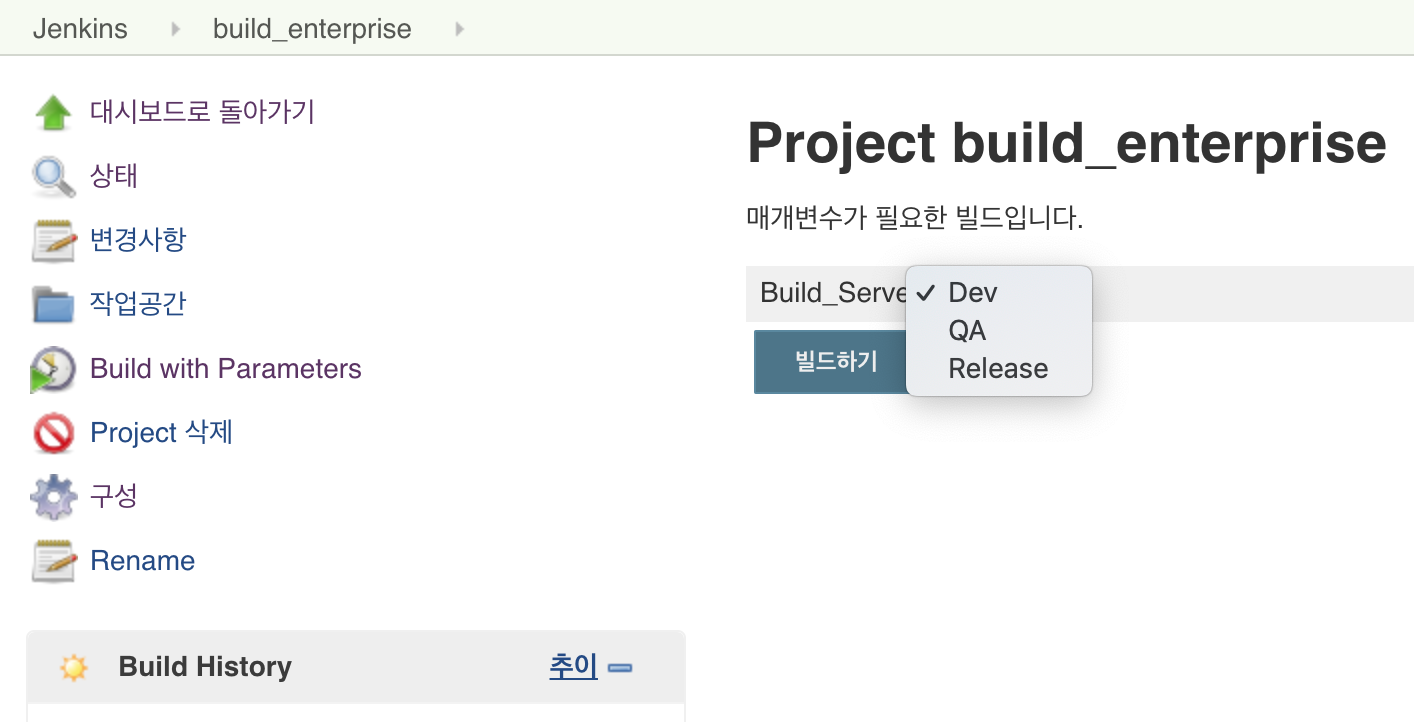 Jenkins build_enterprise
대시보드로 돌아가기
상태
변경사항
작업공간
Build with Parameters
Project 삭제
구성
Rename
Build History 추이
Project build_enterprise
매개변수가 필요한 빌드입니다.
Build_Serve
Dev
QA
Release
빌드하기